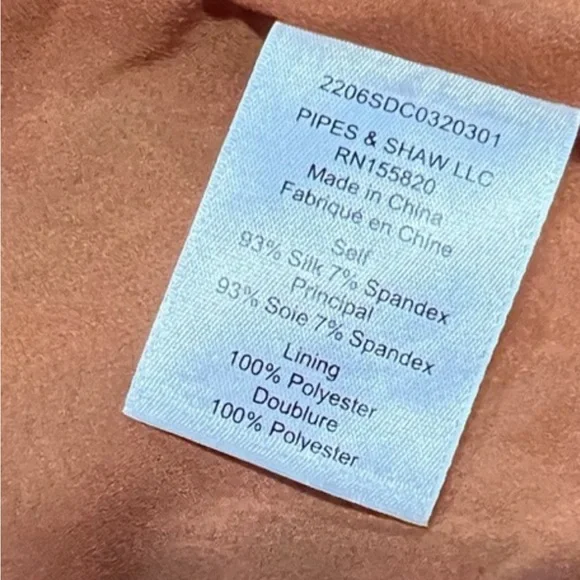 2206SDC0320301
PIPES & SHAW LLC
RN155820
Made in China
Fabriqué en Chine
Self
93% Silk 7% Spandex
Principal
93% Soie 7% Spandex
Lining
100% Polyester
Doublure
100% Polyester